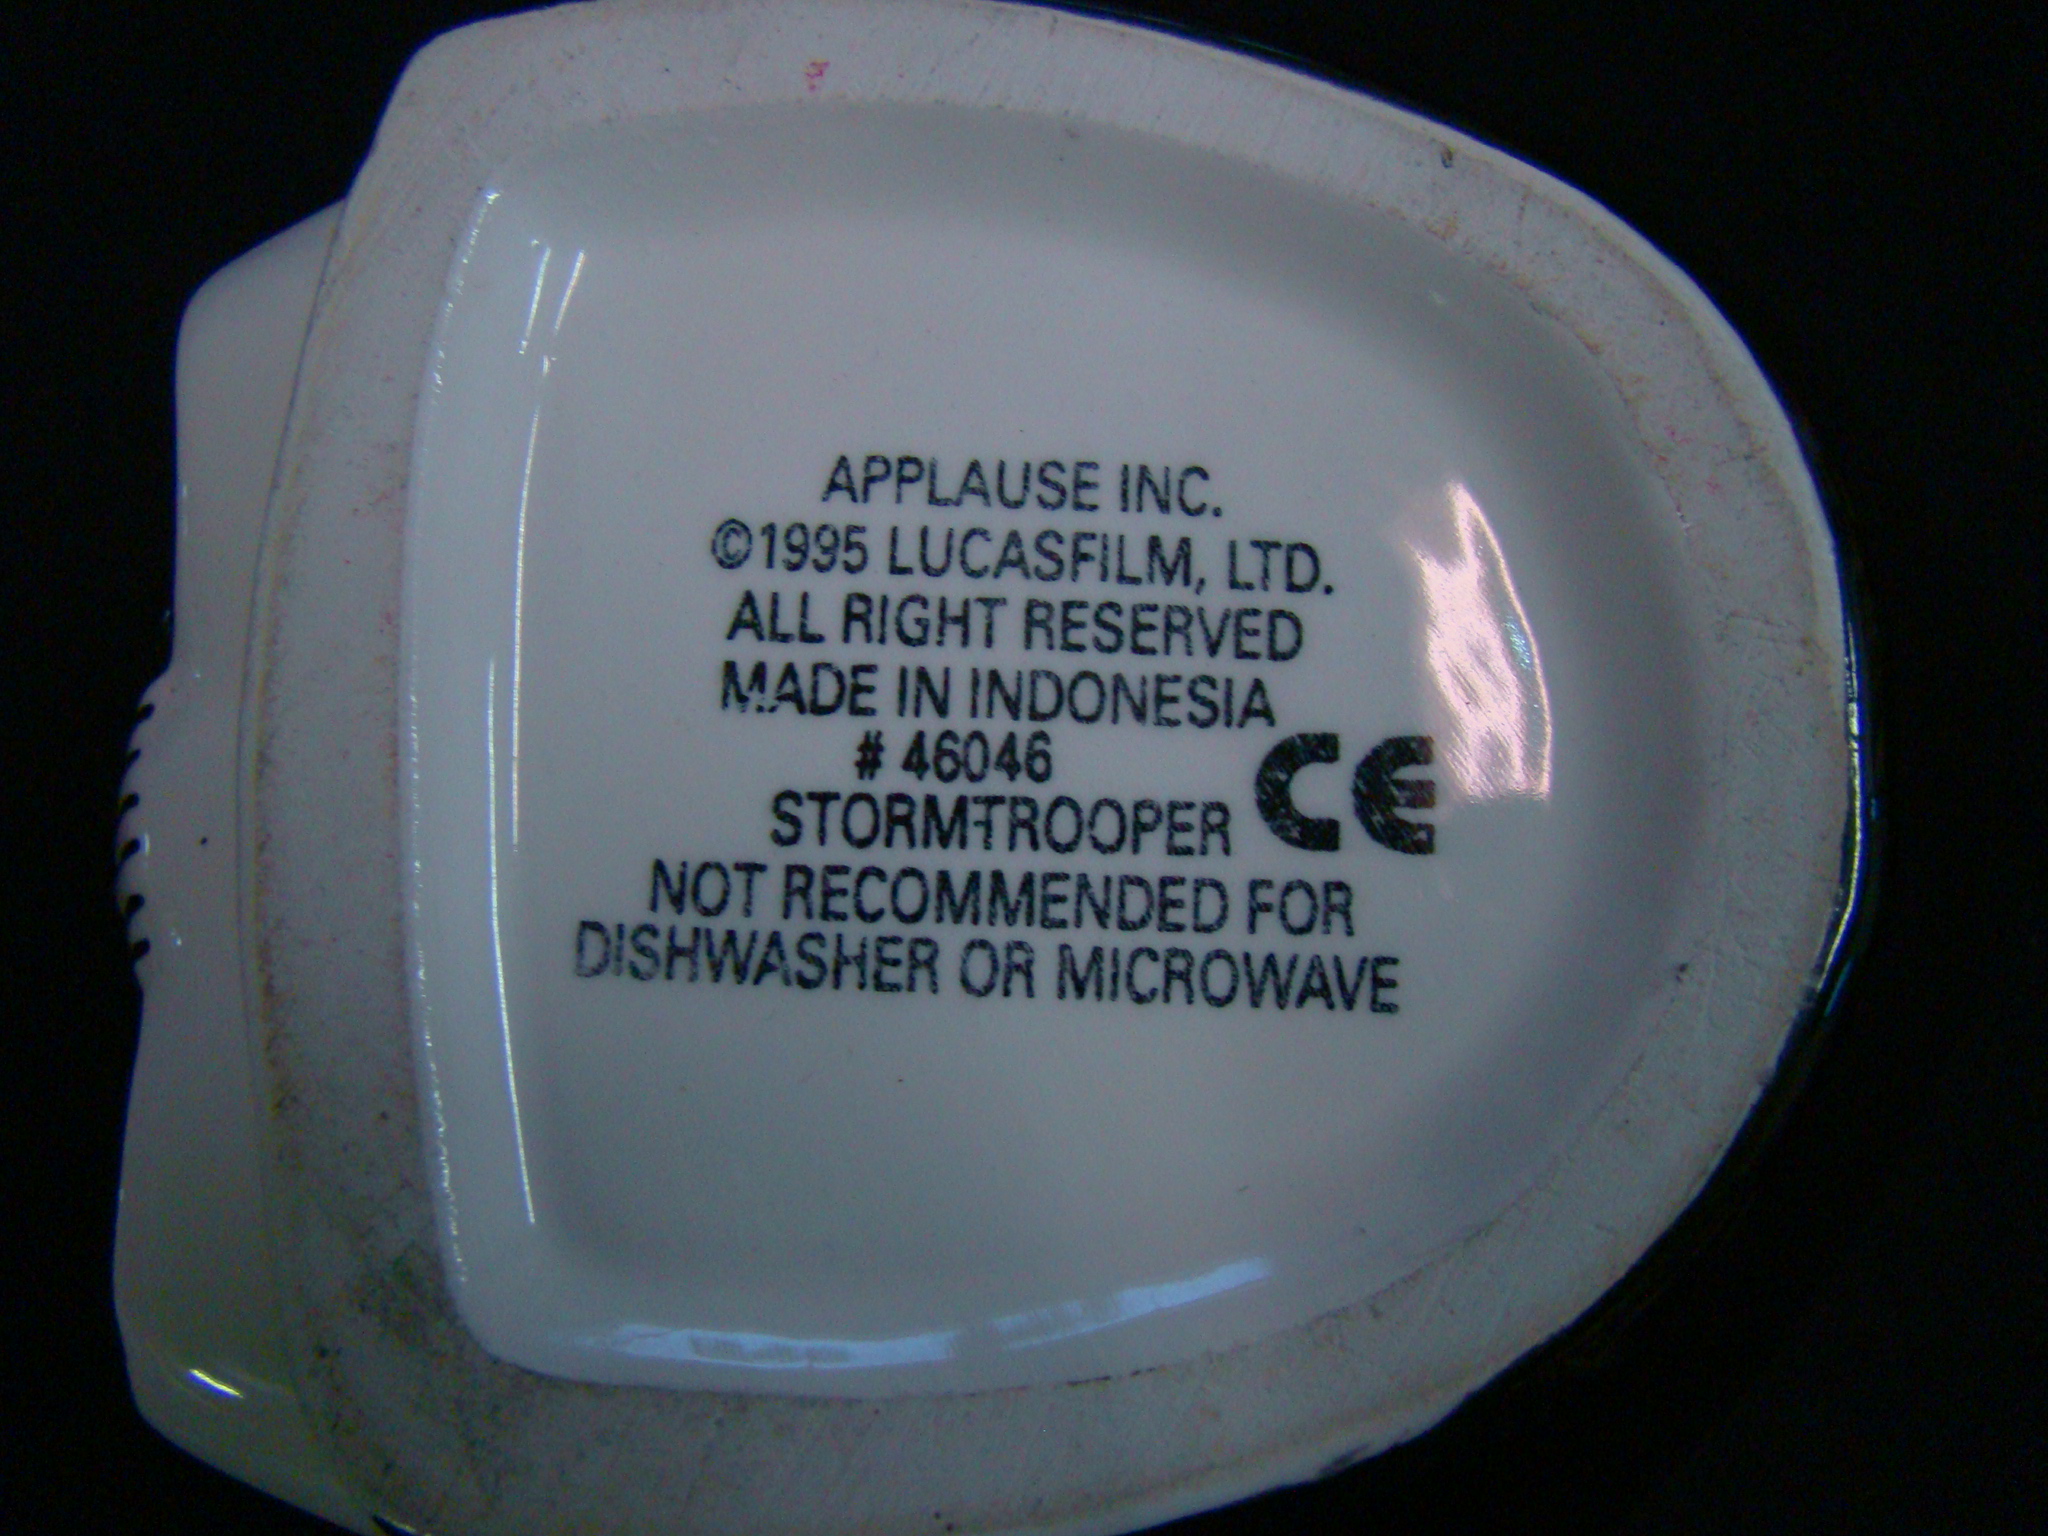 APPLAUSE INC.
©1995 LUCASFILM, LTD.
ALL RIGHT RESERVED
MADE IN INDONESIA
# 46046
STORMTROOPER CE
NOT RECOMMENDED FOR
DISHWASHER OR MICROWAVE